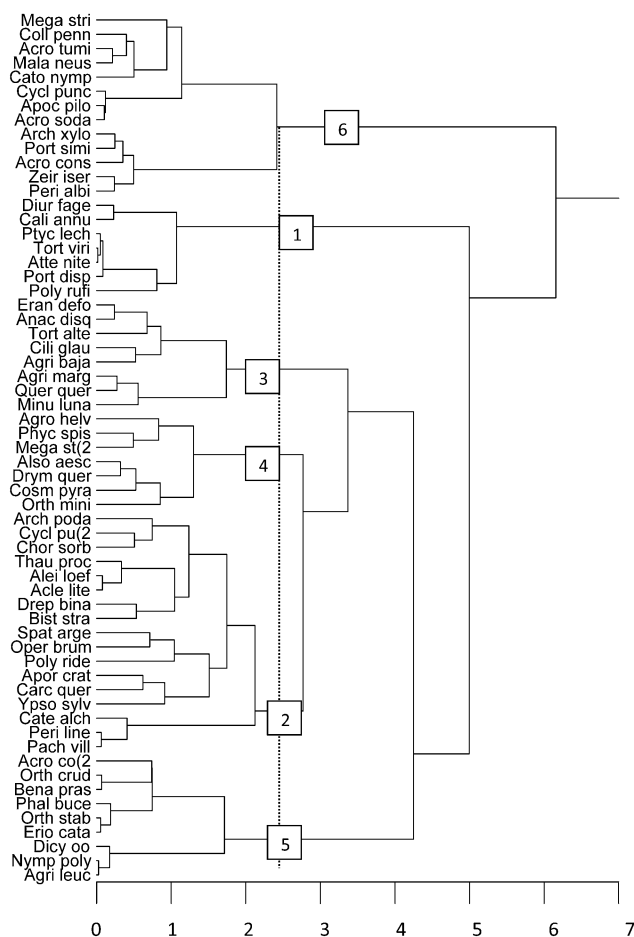 Mega stri
Coll penn
Acro tumi
Mala neus
Cato nymp
Cycl punc
Apoc pilo
Acro soda
Arch xylo
Port simi
Acro cons
Zeir iser
Peri albi
Diur fage
Cali annu
Ptyc lech
Tort viri
Atte nite
Port disp
Poly rufi
Eran defo
Anac disq
Tort alte
Cili glau
Agri baja
Agri marg
Quer quer
Minu luna
Agro helv
Phyc spis
Mega st(2
Also aesc
Drym quer
Cosm pyra
Orth mini
Arch poda
Cycl pu(2
Chor sorb
Thau proc
Alei loef
Acle lite
Drep bina
Bist stra
Spat arge
Oper brum
Poly ride
Apor crat
Carc quer
Ypso sylv
Cate alch
Peri line
Pach vill
Acro co(2
Orth crud
Bena pras
Phal buce
Orth stab
Erio cata
Dicy oo
Nymp poly
Agri leuc
6
1
3
4
2
5
0 1 2 3 4 5 6 7